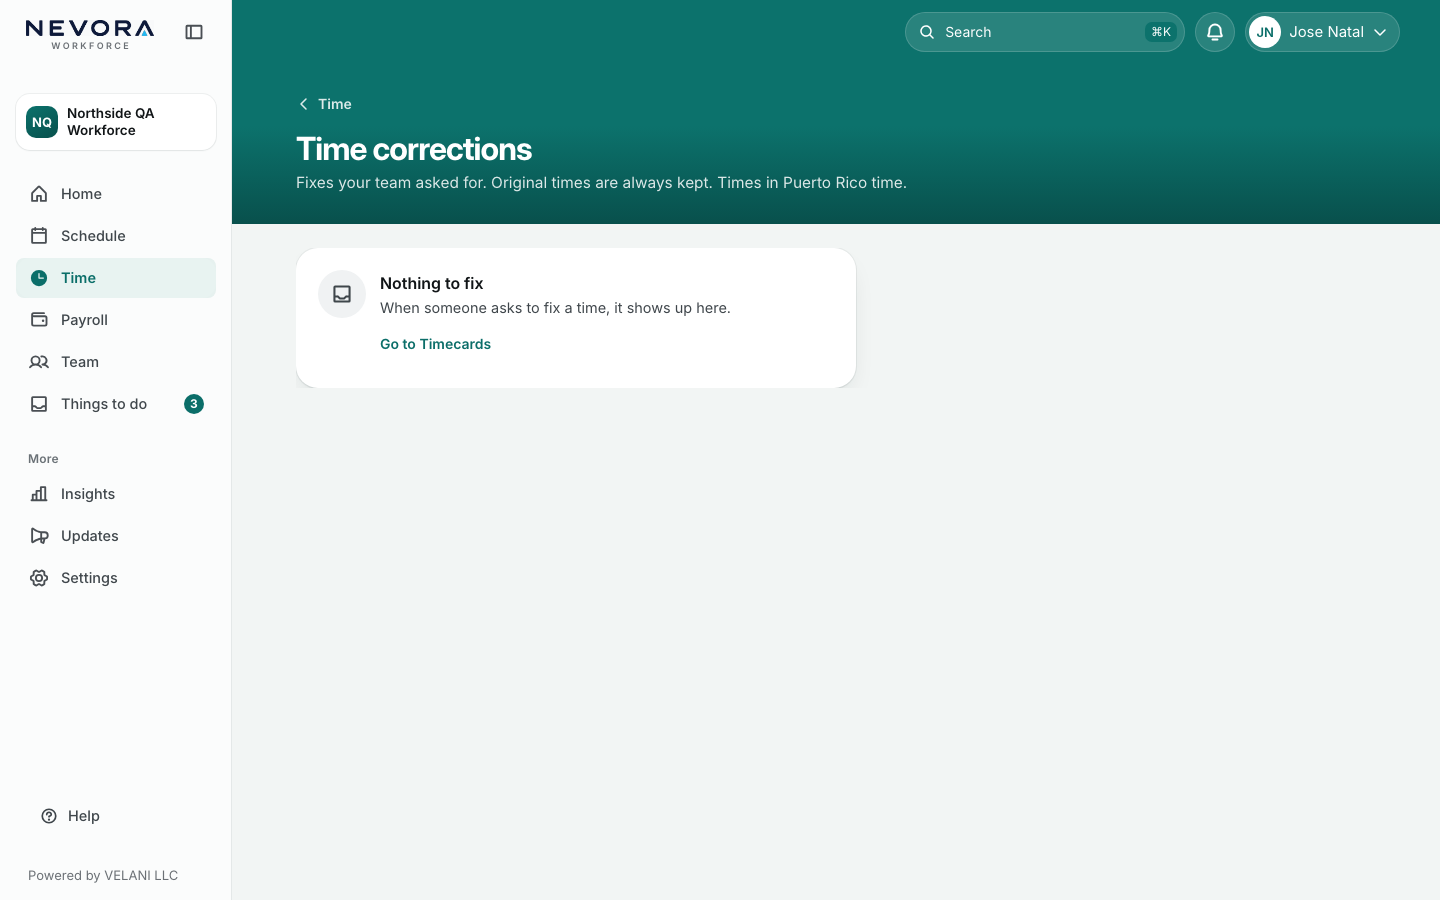 NEVORA
WORKFORCE
Search
⌘K
JN
Jose Natal
NQ
Northside QA
Workforce
Home
Schedule
Time
Payroll
Team
Things to do
3
More
Insights
Updates
Settings
Help
Powered by VELANI LLC
Time
Time corrections
Fixes your team asked for. Original times are always kept. Times in Puerto Rico time.
Nothing to fix
When someone asks to fix a time, it shows up here.
Go to Timecards